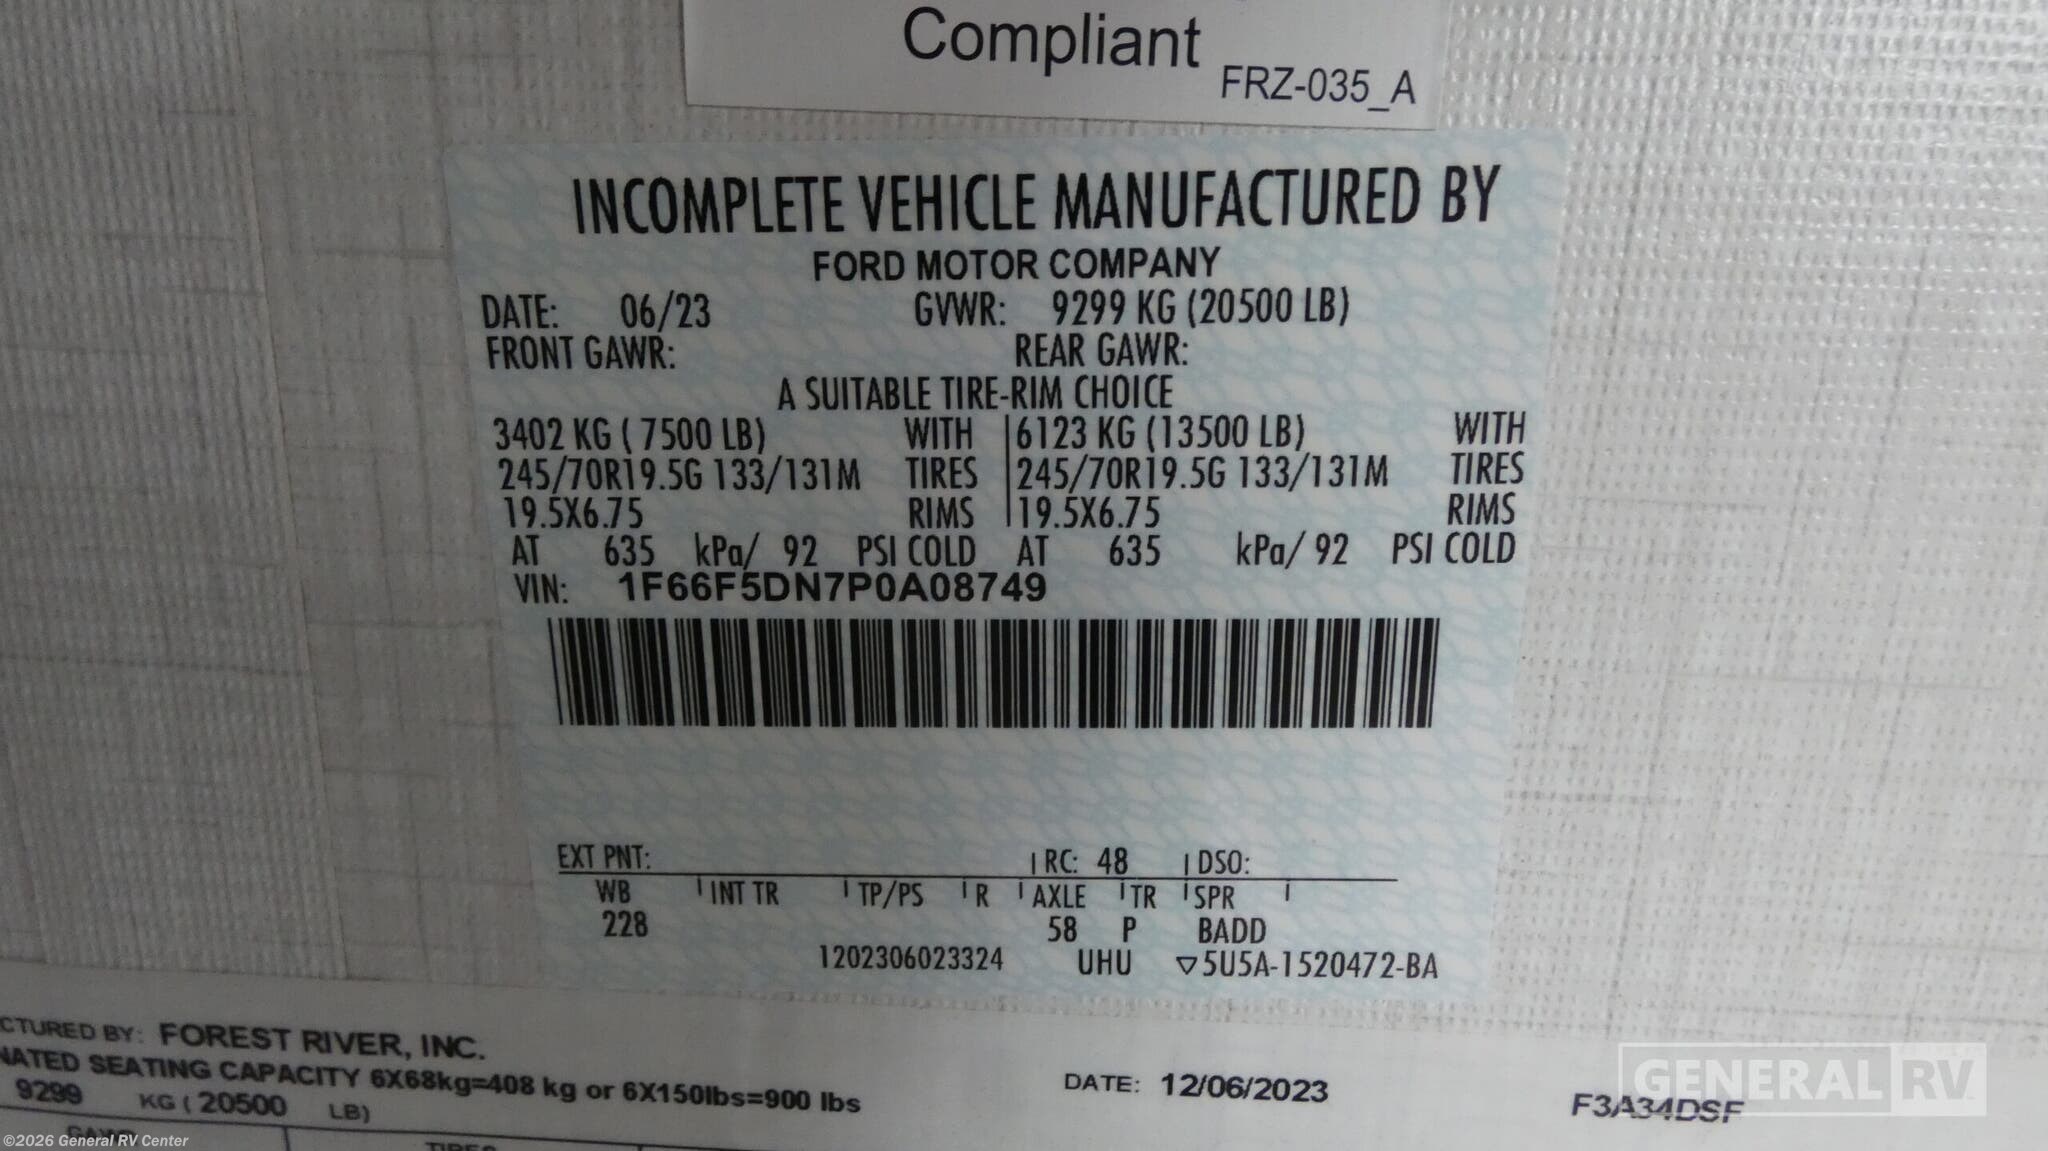 Compliant
FRZ-035_A
INCOMPLETE VEHICLE MANUFACTURED BY
FORD MOTOR COMPANY
DATE: 06/23 GVWR: 9299 KG (20500 LB)
FRONT GAWR: REAR GAWR:
A SUITABLE TIRE-RIM CHOICE
3402 KG ( 7500 LB) WITH 6123 KG (13500 LB) WITH
245/70R19.5G 133/131M TIRES 245/70R19.5G 133/131M TIRES
19.5X6.75 RIMS 19.5X6.75 RIMS
AT 635 kPa/ 92 PSI COLD AT 635 kPa/ 92 PSI COLD
VIN: 1F66F5DN7P0A08749
EXT PNT: RC: 48 DSO:
WB INT TR TP/PS R AXLE TR SPR
228 58 P BADD
1202306023324 UHU ▽5U5A-1520472-BA
CTURED BY: FOREST RIVER, INC.
NATED SEATING CAPACITY 6X68kg=408 kg or 6X150lbs=900 lbs
DATE: 12/06/2023
F3A34DSF
9299 KG ( 20500 LB)
GENERAL RV
©2026 General RV Center